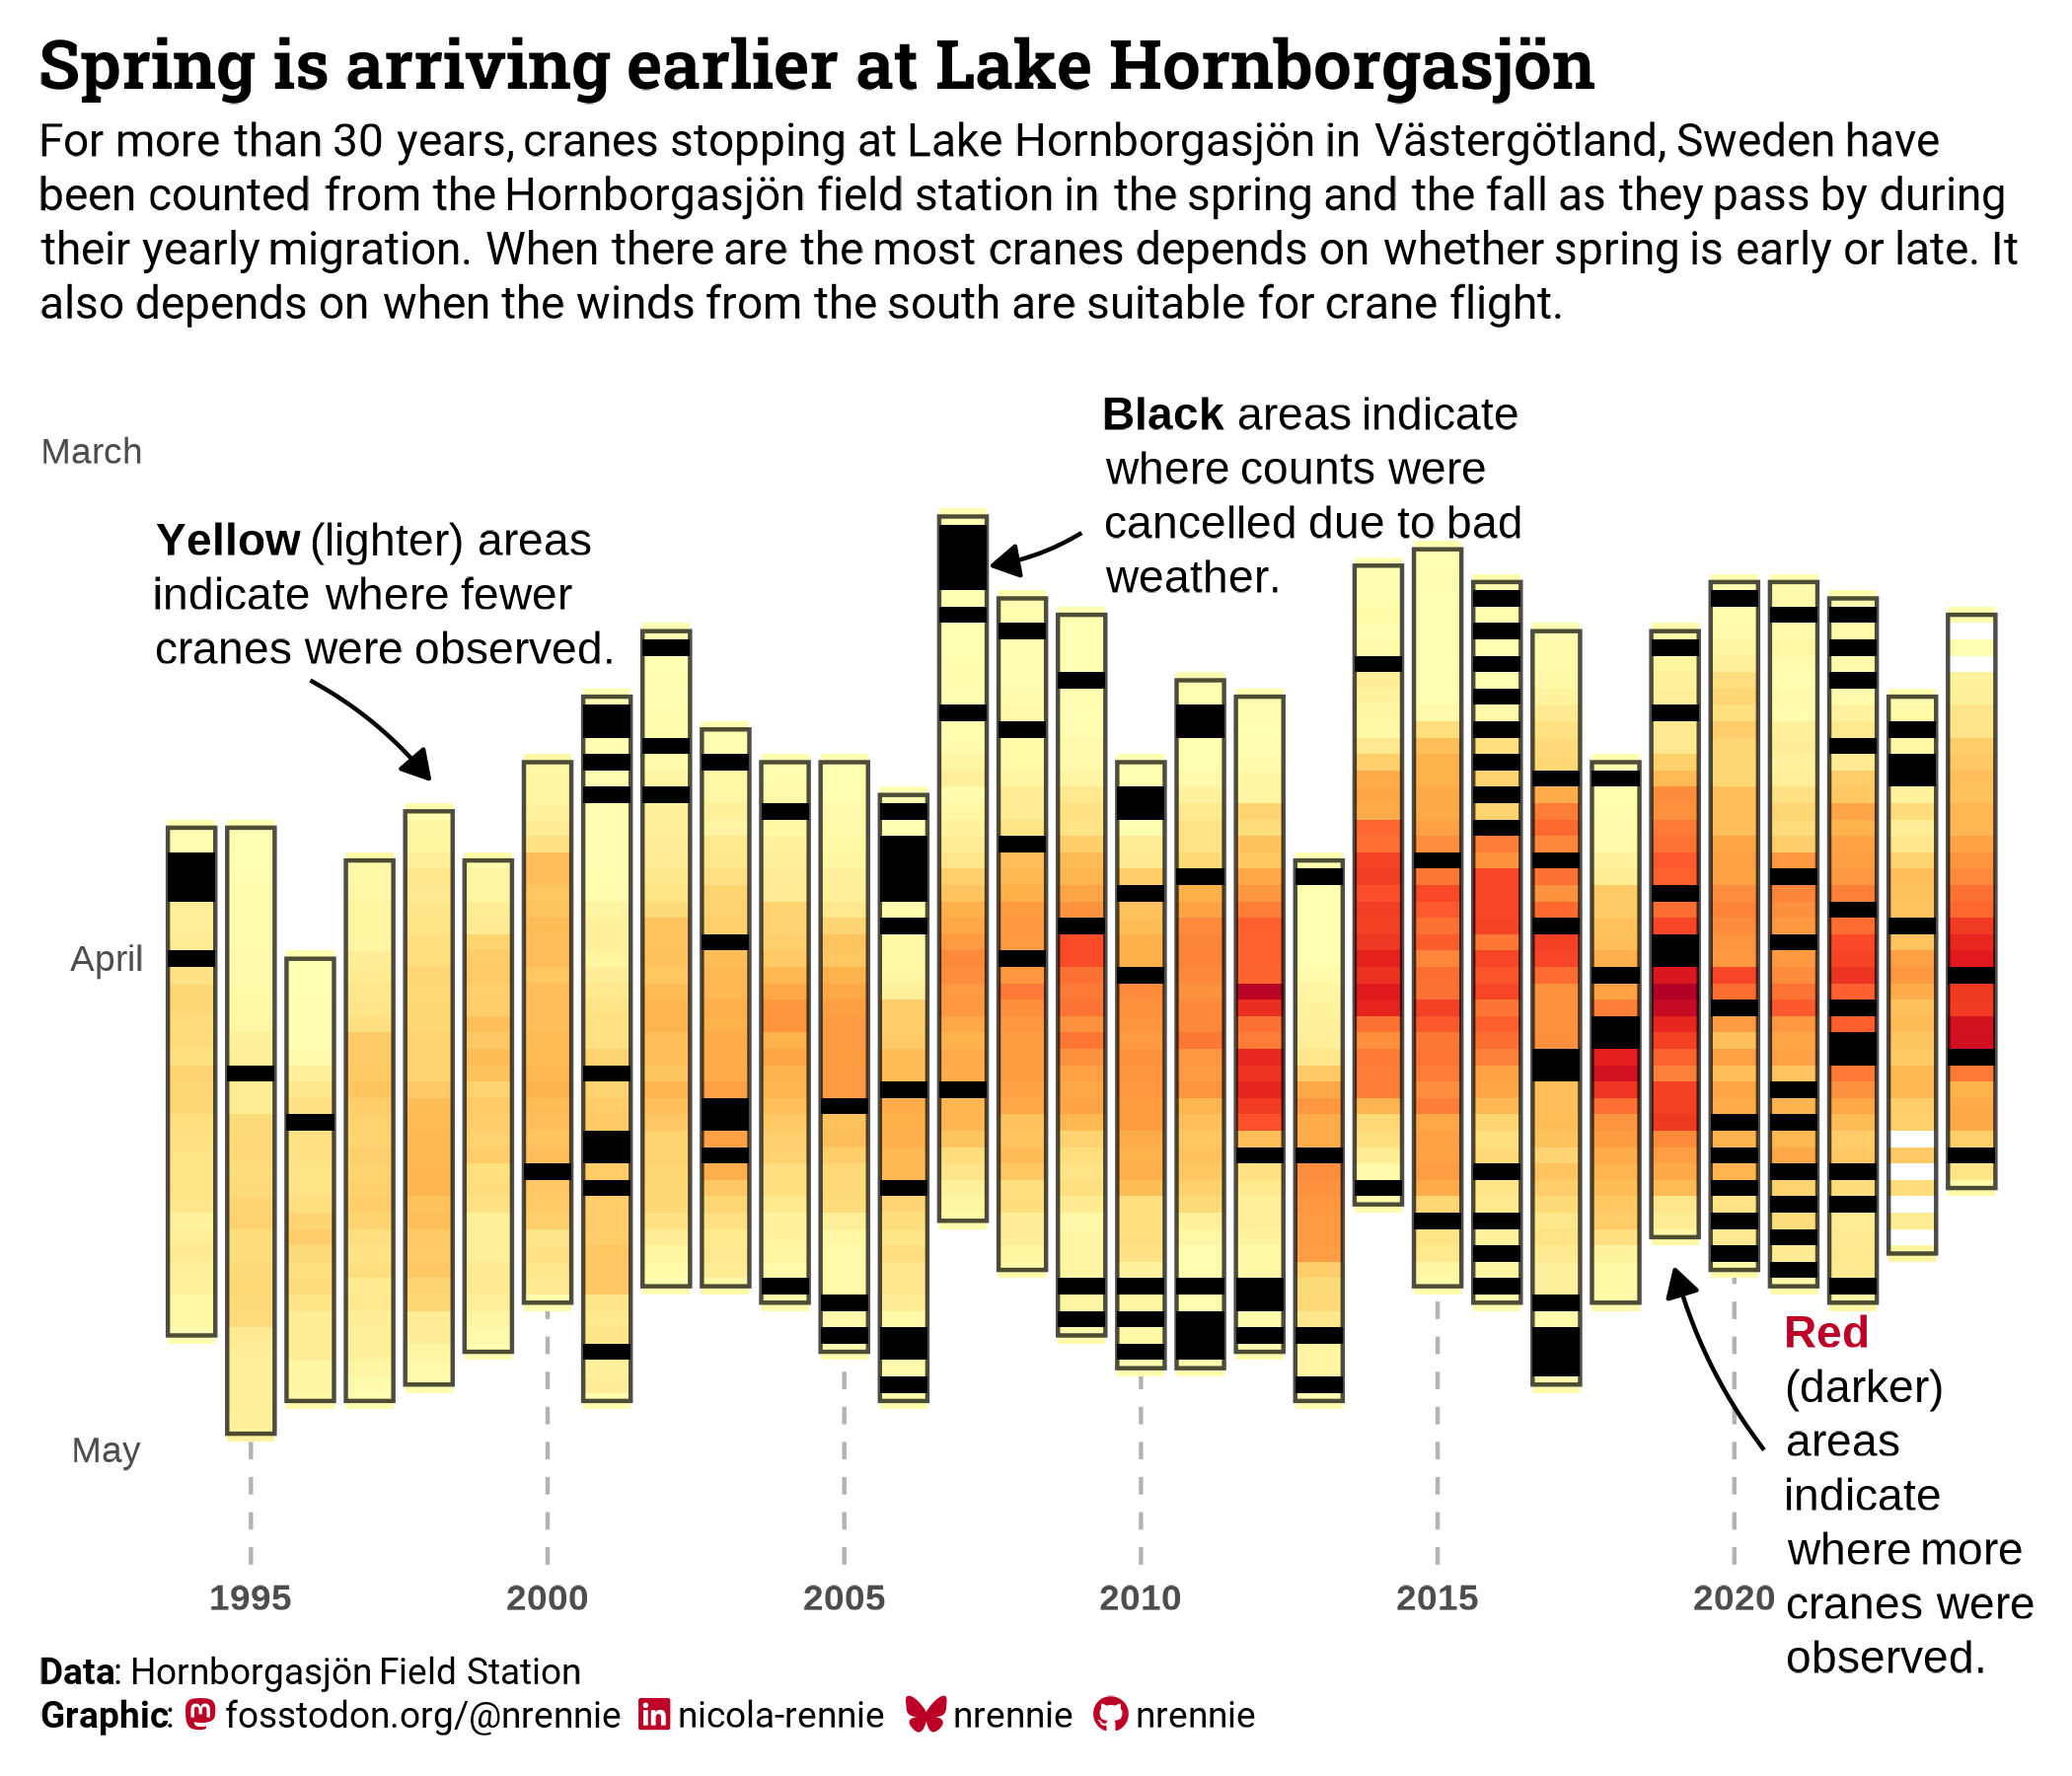 Spring is arriving earlier at Lake Hornborgasjön
For more than 30 years, cranes stopping at Lake Hornborgasjön in Västergötland, Sweden have
been counted from the Hornborgasjön field station in the spring and the fall as they pass by during
their yearly migration. When there are the most cranes depends on whether spring is early or late. It
also depends on when the winds from the south are suitable for crane flight.
Black areas indicate
where counts were
cancelled due to bad
weather.
March
Yellow (lighter) areas
indicate where fewer
cranes were observed.
April
May
Red
(darker)
areas
indicate
where more
cranes were
observed.
1995 2000 2005 2010 2015 2020
Data: Hornborgasjön Field Station
Graphic: fosstodon.org/@nrennie nicola-rennie nrennie nrennie